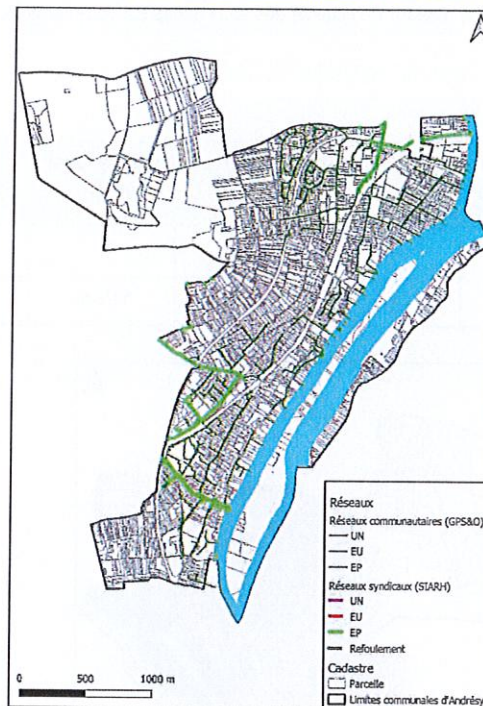 Réseaux
Réseaux communautaires (GPS&O)
UN
EU
EP
Réseaux syndicaux (SIARH)
UN
EU
EP
Refoulement
Cadastre
Parcelle
Limites communales d'Andrésy
0 500 1000 m